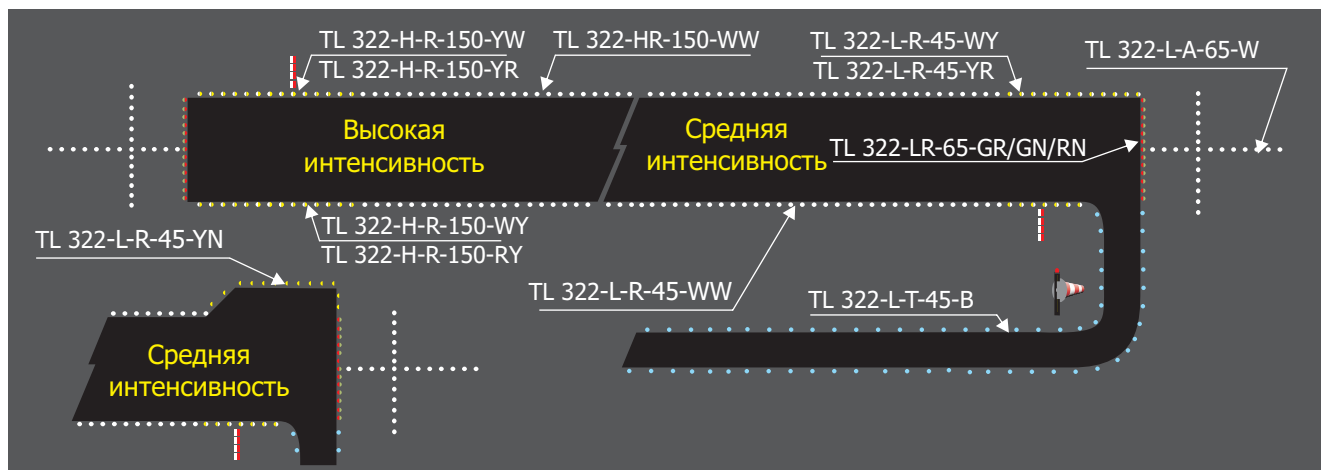 TL 322-H-R-150-YW
TL 322-H-R-150-YR
TL 322-HR-150-WW
TL 322-L-R-45-WY
TL 322-L-R-45-YR
TL 322-L-A-65-W
Высокая
интенсивность
Средняя
интенсивность
TL 322-LR-65-GR/GN/RN
TL 322-H-R-150-WY
TL 322-H-R-150-RY
TL 322-L-R-45-YN
TL 322-L-R-45-WW
TL 322-L-T-45-B
Средняя
интенсивность